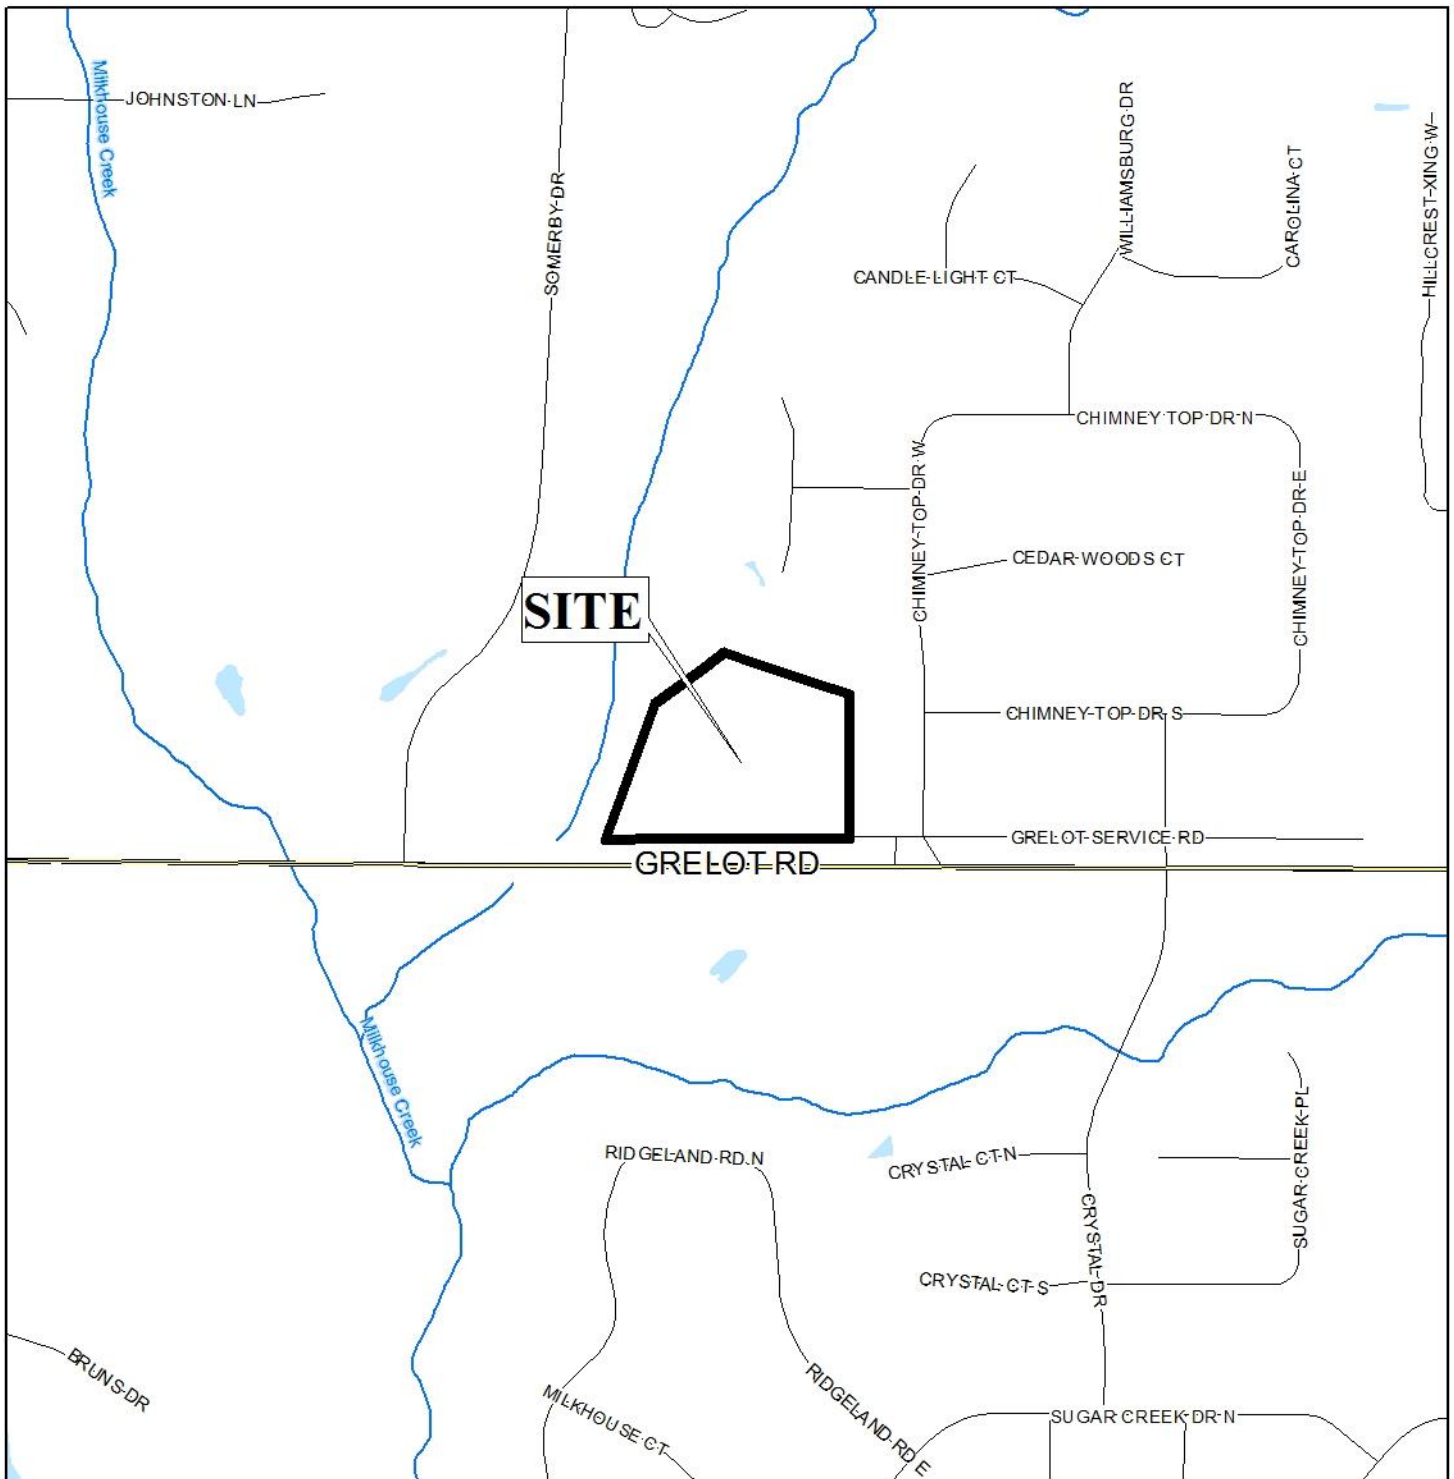 Milkhouse Creek
JOHNSTON LN
SOMERBY DR
WILLIAMSBURG DR
CAROLINA CT
HILLCREST XING W
CANDLE LIGHT CT
CHIMNEY TOP DR N
CHIMNEY TOP DR W
CHIMNEY TOP DR E
CEDAR WOODS CT
SITE
CHIMNEY TOP DR S
GRELOT SERVICE RD
GRELOT RD
Milkhouse Creek
RIDGELAND RD N
CRYSTAL CT N
SUGAR CREEK PL
CRYSTAL DR
CRYSTAL CT S
BRUNS DR
MILKHOUSE CT
RIDGELAND RD E
SUGAR CREEK DR N